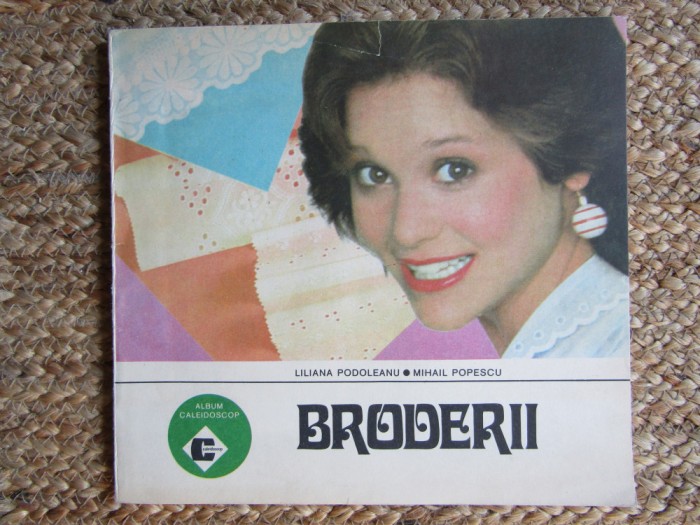 LILIANA PODOLEANU ● MIHAIL POPESCU
ALBUM
CALEIDOSCOP
BRODERII